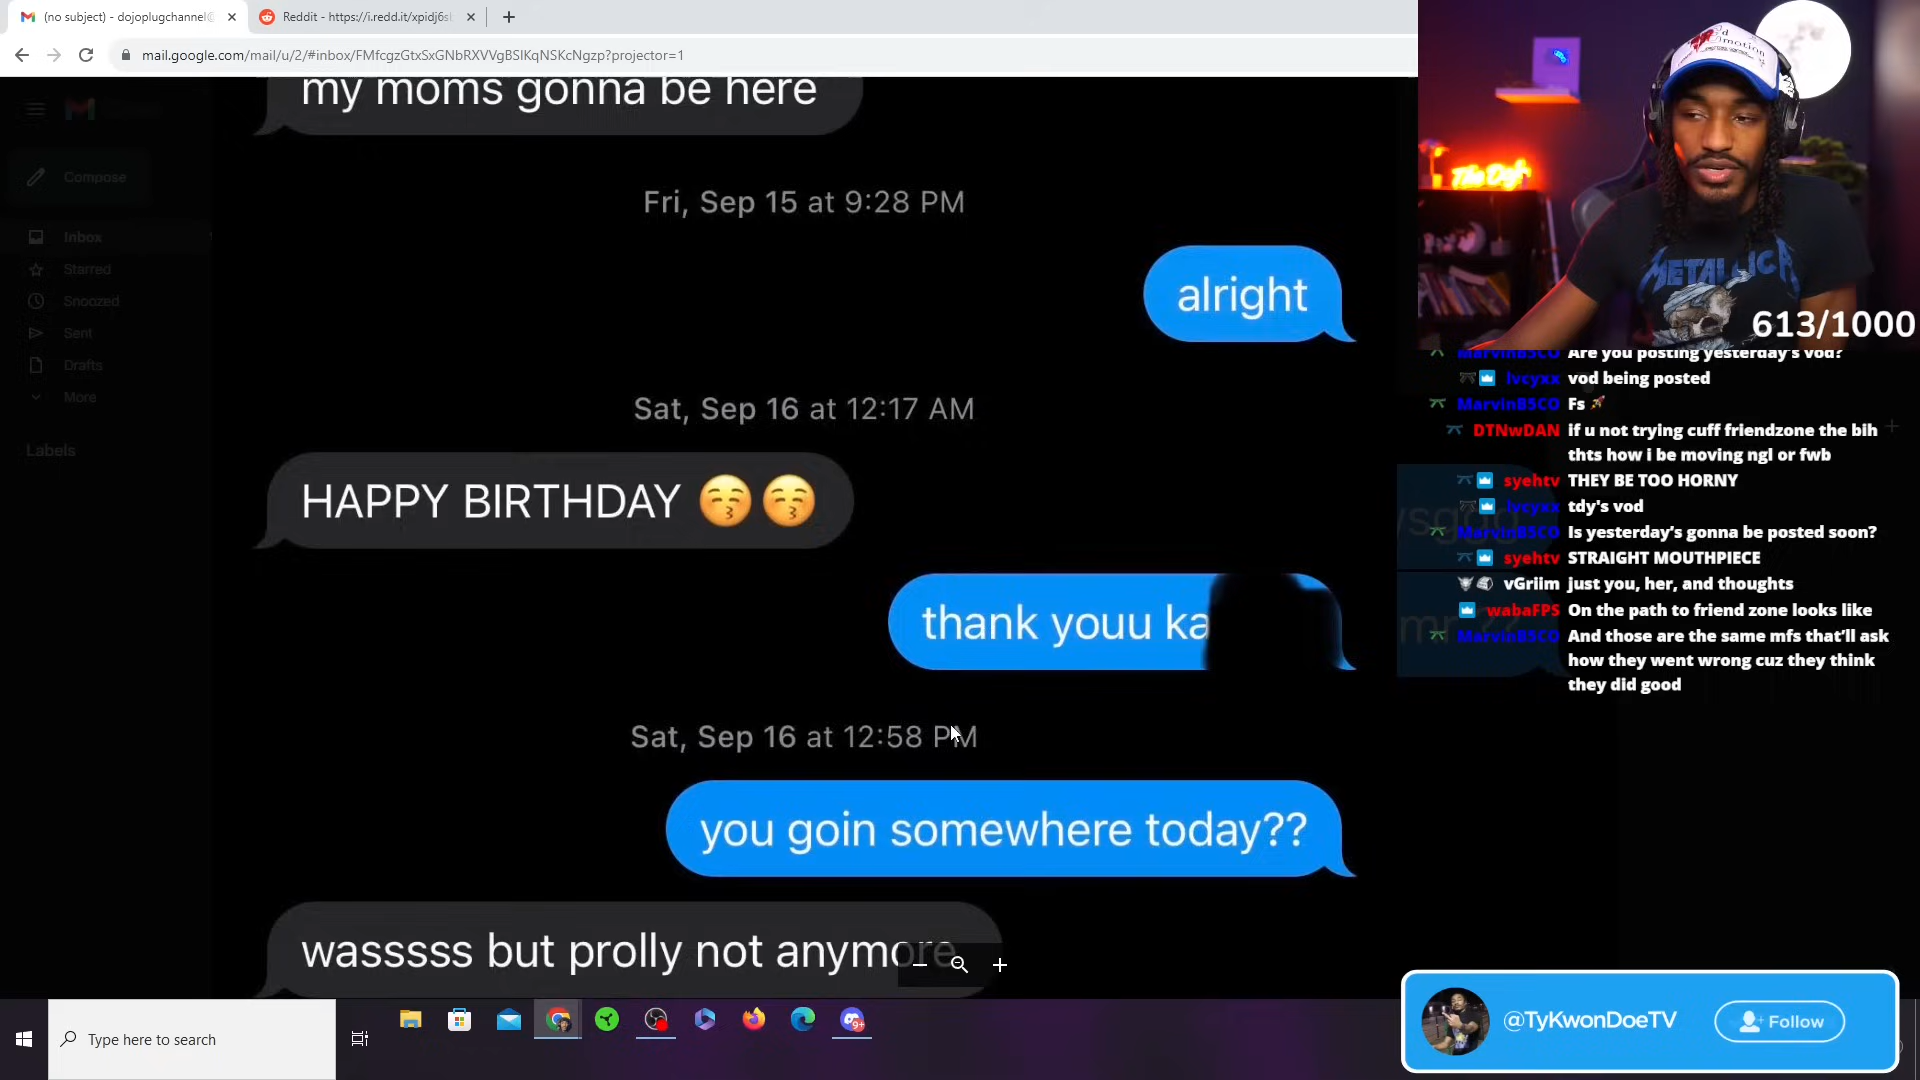 (no subject) - dojoplugchannel@
Reddit - https://i.redd.it/xpidj6s
mail.google.com/mail/u/2/#inbox/FMfcgzGtxSxGNbRXVVgBSlKqNSKcNgzp?projector=1
Compose
Inbox
Starred
Snoozed
Sent
Drafts
More
Labels
my moms gonna be here
Fri, Sep 15 at 9:28 PM
alright
Sat, Sep 16 at 12:17 AM
HAPPY BIRTHDAY 😚😚
thank youu ka
Sat, Sep 16 at 12:58 PM
you goin somewhere today??
wasssss but prolly not anymore
METALLICA
613/1000
MarvinB5CO Are you posting yesterday's vod?
lvcyxx vod being posted
MarvinB5CO Fs 🚀
DTNwDAN if u not trying cuff friendzone the bih
thts how i be moving ngl or fwb
syehtv THEY BE TOO HORNY
lvcyxx tdy's vod
MarvinB5CO Is yesterday's gonna be posted soon?
syehtv STRAIGHT MOUTHPIECE
vGriim just you, her, and thoughts
wabaFPS On the path to friend zone looks like
MarvinB5CO And those are the same mfs that'll ask
how they went wrong cuz they think
they did good
@TyKwonDoeTV
Follow
Type here to search
9+